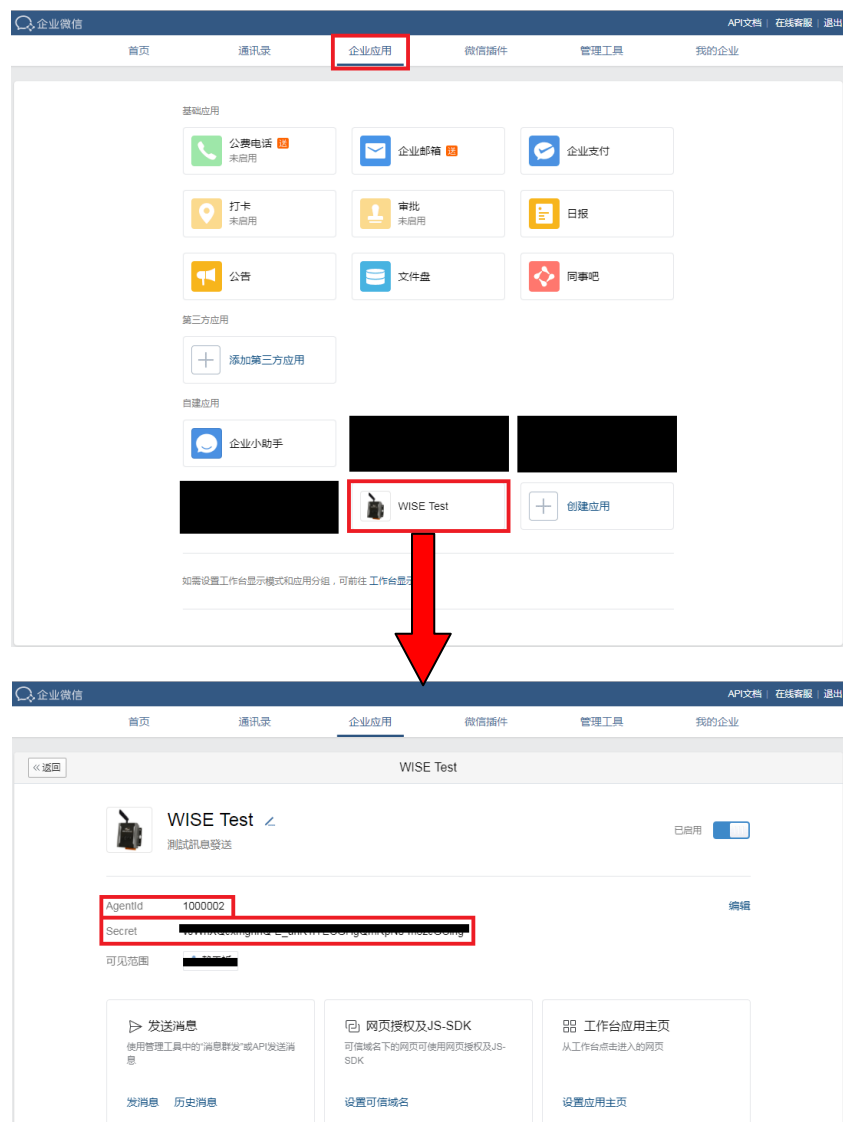 企业微信
API文档 | 在线客服 | 退出
首页 通讯录 企业应用 微信插件 管理工具 我的企业
基础应用
公费电话 送
未启用
企业邮箱 送
企业支付
打卡
未启用
审批
未启用
日报
公告
文件盘
同事吧
第三方应用
添加第三方应用
自建应用
企业小助手
WISE Test
创建应用
如需设置工作台显示模式和应用分组，可前往 工作台显示
企业微信
API文档 | 在线客服 | 退出
首页 通讯录 企业应用 微信插件 管理工具 我的企业
«返回
WISE Test
WISE Test
測試訊息發送
已启用
AgentId 1000002
编辑
Secret
可见范围
发送消息
使用管理工具中的“消息群发”或API发送消
息
发消息 历史消息
网页授权及JS-SDK
可信域名下的网页可使用网页授权及JS-
SDK
设置可信域名
工作台应用主页
从工作台点击进入的网页
设置应用主页